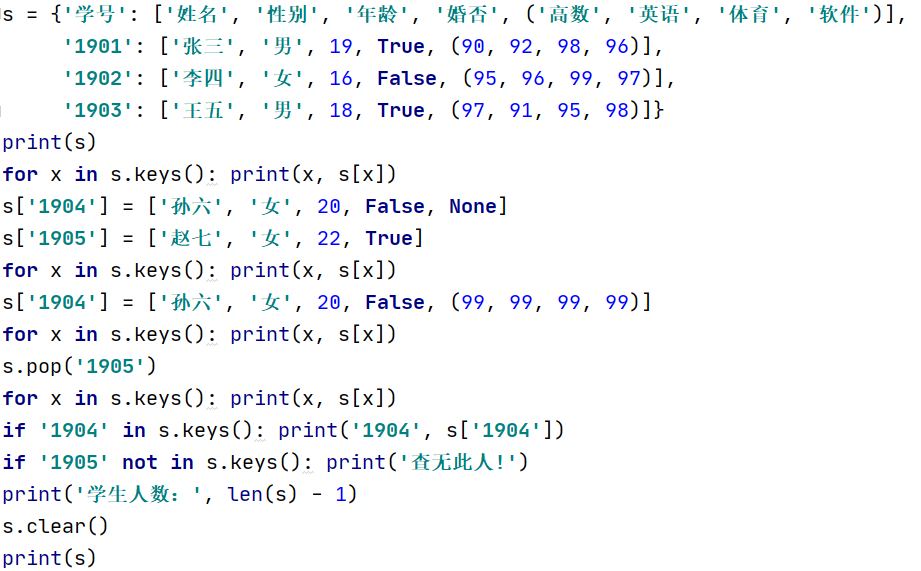 s = {'学号': ['姓名', '性别', '年龄', '婚否', ('高数', '英语', '体育', '软件')],
'1901': ['张三', '男', 19, True, (90, 92, 98, 96)],
'1902': ['李四', '女', 16, False, (95, 96, 99, 97)],
'1903': ['王五', '男', 18, True, (97, 91, 95, 98)]}
print(s)
for x in s.keys(): print(x, s[x])
s['1904'] = ['孙六', '女', 20, False, None]
s['1905'] = ['赵七', '女', 22, True]
for x in s.keys(): print(x, s[x])
s['1904'] = ['孙六', '女', 20, False, (99, 99, 99, 99)]
for x in s.keys(): print(x, s[x])
s.pop('1905')
for x in s.keys(): print(x, s[x])
if '1904' in s.keys(): print('1904', s['1904'])
if '1905' not in s.keys(): print('查无此人!')
print('学生人数：', len(s) - 1)
s.clear()
print(s)